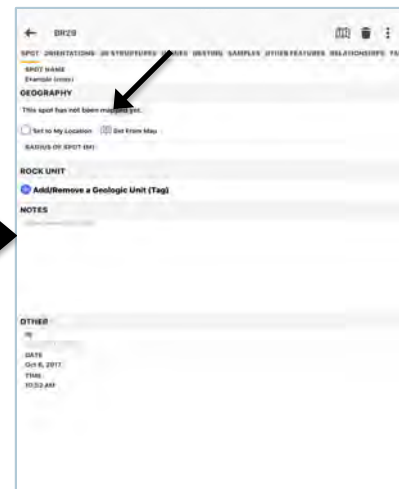 BR29
SPOT ORIENTATIONS 3D STRUCTURES IMAGES NESTING SAMPLES OTHER FEATURES RELATIONSHIPS
SPOT NAME
GEOGRAPHY
This spot has not been mapped yet.
Set to My Location Set From Map
RADIUS OF SPOT (M)
ROCK UNIT
Add/Remove a Geologic Unit (Tag)
NOTES
OTHER
DATE
Oct 6, 2017
TIME
10:52 AM